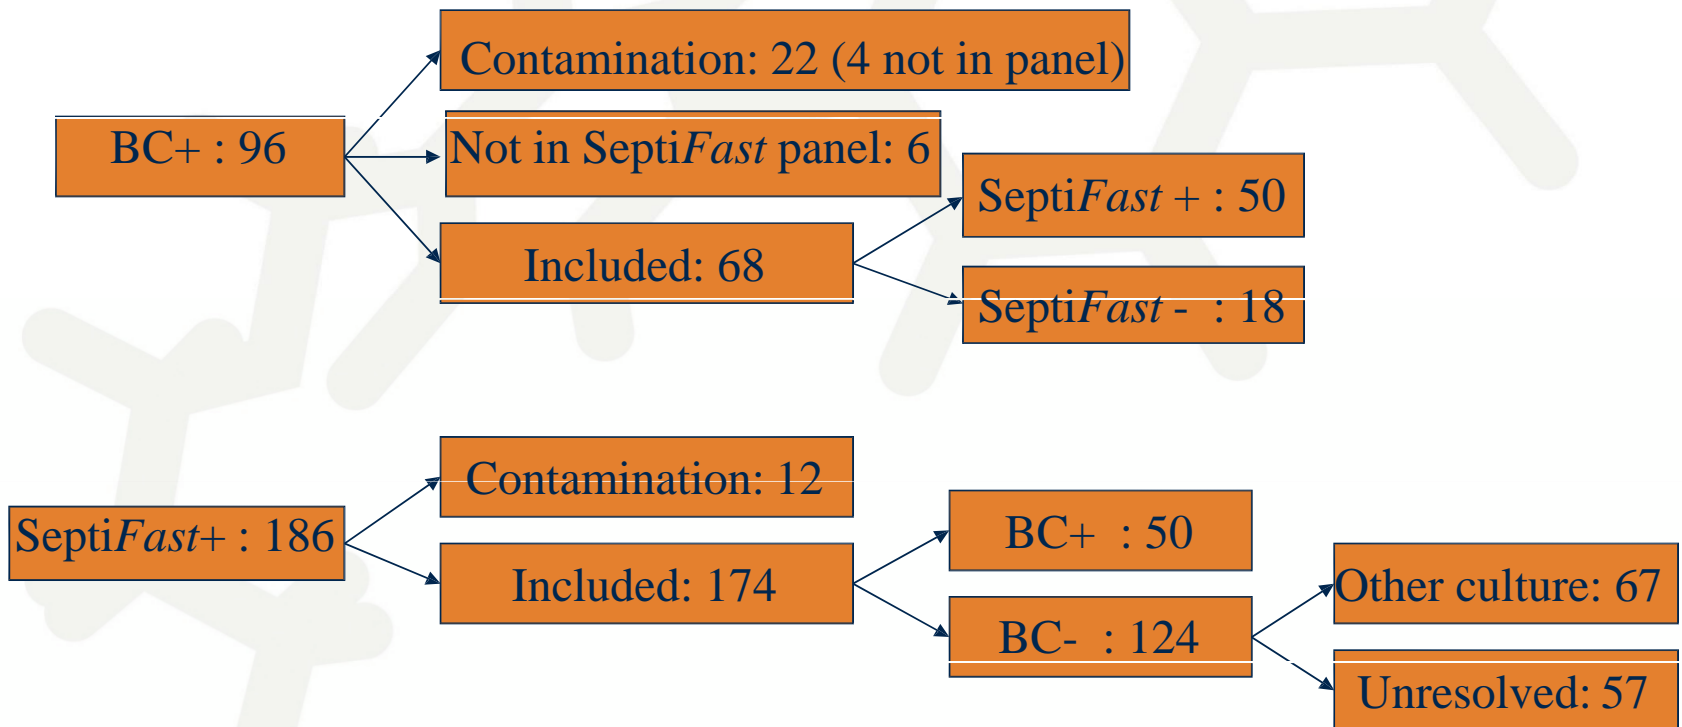 Contamination: 22 (4 not in panel)
BC+ : 96
Not in SeptiFast panel: 6
SeptiFast + : 50
Included: 68
SeptiFast -  : 18
Contamination: 12
SeptiFast+ : 186
BC+  : 50
Included: 174
Other culture: 67
BC-  : 124
Unresolved: 57